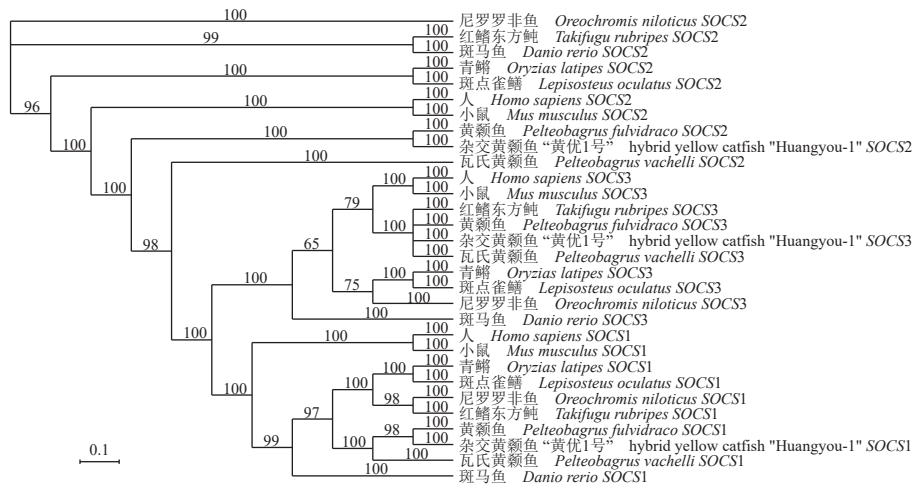 100 尼罗罗非鱼 Oreochromis niloticus SOCS2
99 100 红鳍东方鲀 Takifugu rubripes SOCS2
100 斑马鱼 Danio rerio SOCS2
100 100 青鳉 Oryzias latipes SOCS2
100 斑点雀鳝 Lepisosteus oculatus SOCS2
96 100 100 人 Homo sapiens SOCS2
100 小鼠 Mus musculus SOCS2
100 100 100 黄颡鱼 Pelteobagrus fulvidraco SOCS2
100 杂交黄颡鱼 “黄优1号” hybrid yellow catfish "Huangyou-1" SOCS2
100 瓦氏黄颡鱼 Pelteobagrus vachelli SOCS2
100 100 100 人 Homo sapiens SOCS3
100 小鼠 Mus musculus SOCS3
79 100 红鳍东方鲀 Takifugu rubripes SOCS3
100 100 黄颡鱼 Pelteobagrus fulvidraco SOCS3
98 65 100 杂交黄颡鱼 “黄优1号” hybrid yellow catfish "Huangyou-1" SOCS3
100 瓦氏黄颡鱼 Pelteobagrus vachelli SOCS3
100 100 100 青鳉 Oryzias latipes SOCS3
75 100 斑点雀鳝 Lepisosteus oculatus SOCS3
100 尼罗罗非鱼 Oreochromis niloticus SOCS3
100 斑马鱼 Danio rerio SOCS3
100 100 100 人 Homo sapiens SOCS1
100 小鼠 Mus musculus SOCS1
100 100 青鳉 Oryzias latipes SOCS1
100 100 100 斑点雀鳝 Lepisosteus oculatus SOCS1
98 100 尼罗罗非鱼 Oreochromis niloticus SOCS1
97 100 红鳍东方鲀 Takifugu rubripes SOCS1
98 100 黄颡鱼 Pelteobagrus fulvidraco SOCS1
99 100 100 杂交黄颡鱼 “黄优1号” hybrid yellow catfish "Huangyou-1" SOCS1
0.1 100 瓦氏黄颡鱼 Pelteobagrus vachelli SOCS1
100 斑马鱼 Danio rerio SOCS1